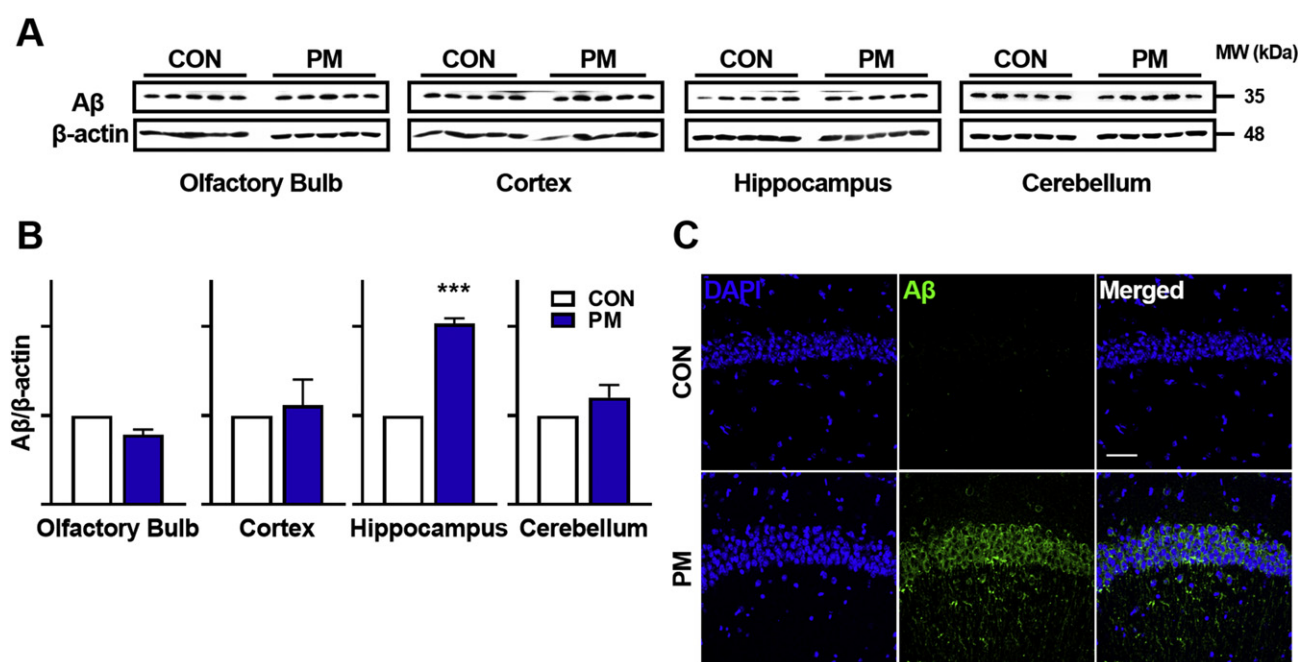 A
CON PM CON PM CON PM CON PM MW (kDa)
Aβ 35
β-actin 48
Olfactory Bulb Cortex Hippocampus Cerebellum
B
Aβ/β-actin
***
CON
PM
Olfactory Bulb Cortex Hippocampus Cerebellum
C
DAPI Aβ Merged
CON
PM